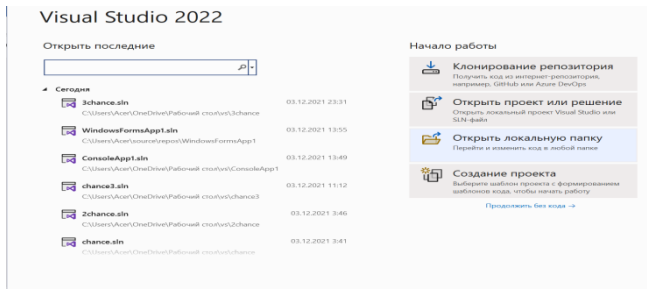 Visual Studio 2022
Открыть последние
Сегодня
3chance.sln 03.12.2021 23:31
C:\Users\Acer\OneDrive\Рабочий стол\vs\3chance
WindowsFormsApp1.sln 03.12.2021 13:55
C:\Users\Acer\source\repos\WindowsFormsApp1
ConsoleApp1.sln 03.12.2021 13:49
C:\Users\Acer\OneDrive\Рабочий стол\vs\ConsoleApp1
chance3.sln 03.12.2021 11:12
C:\Users\Acer\OneDrive\Рабочий стол\vs\chance3
2chance.sln 03.12.2021 3:46
C:\Users\Acer\OneDrive\Рабочий стол\vs\2chance
chance.sln 03.12.2021 3:41
C:\Users\Acer\OneDrive\Рабочий стол\vs\chance
Начало работы
Клонирование репозитория
Получить код из интернет-репозитория,
например, GitHub или Azure DevOps
Открыть проект или решение
Открыть локальный проект Visual Studio или
SLN-файл
Открыть локальную папку
Перейти и изменить код в любой папке
Создание проекта
Выберите шаблон проекта с формированием
шаблонов кода, чтобы начать работу
Продолжить без кода →